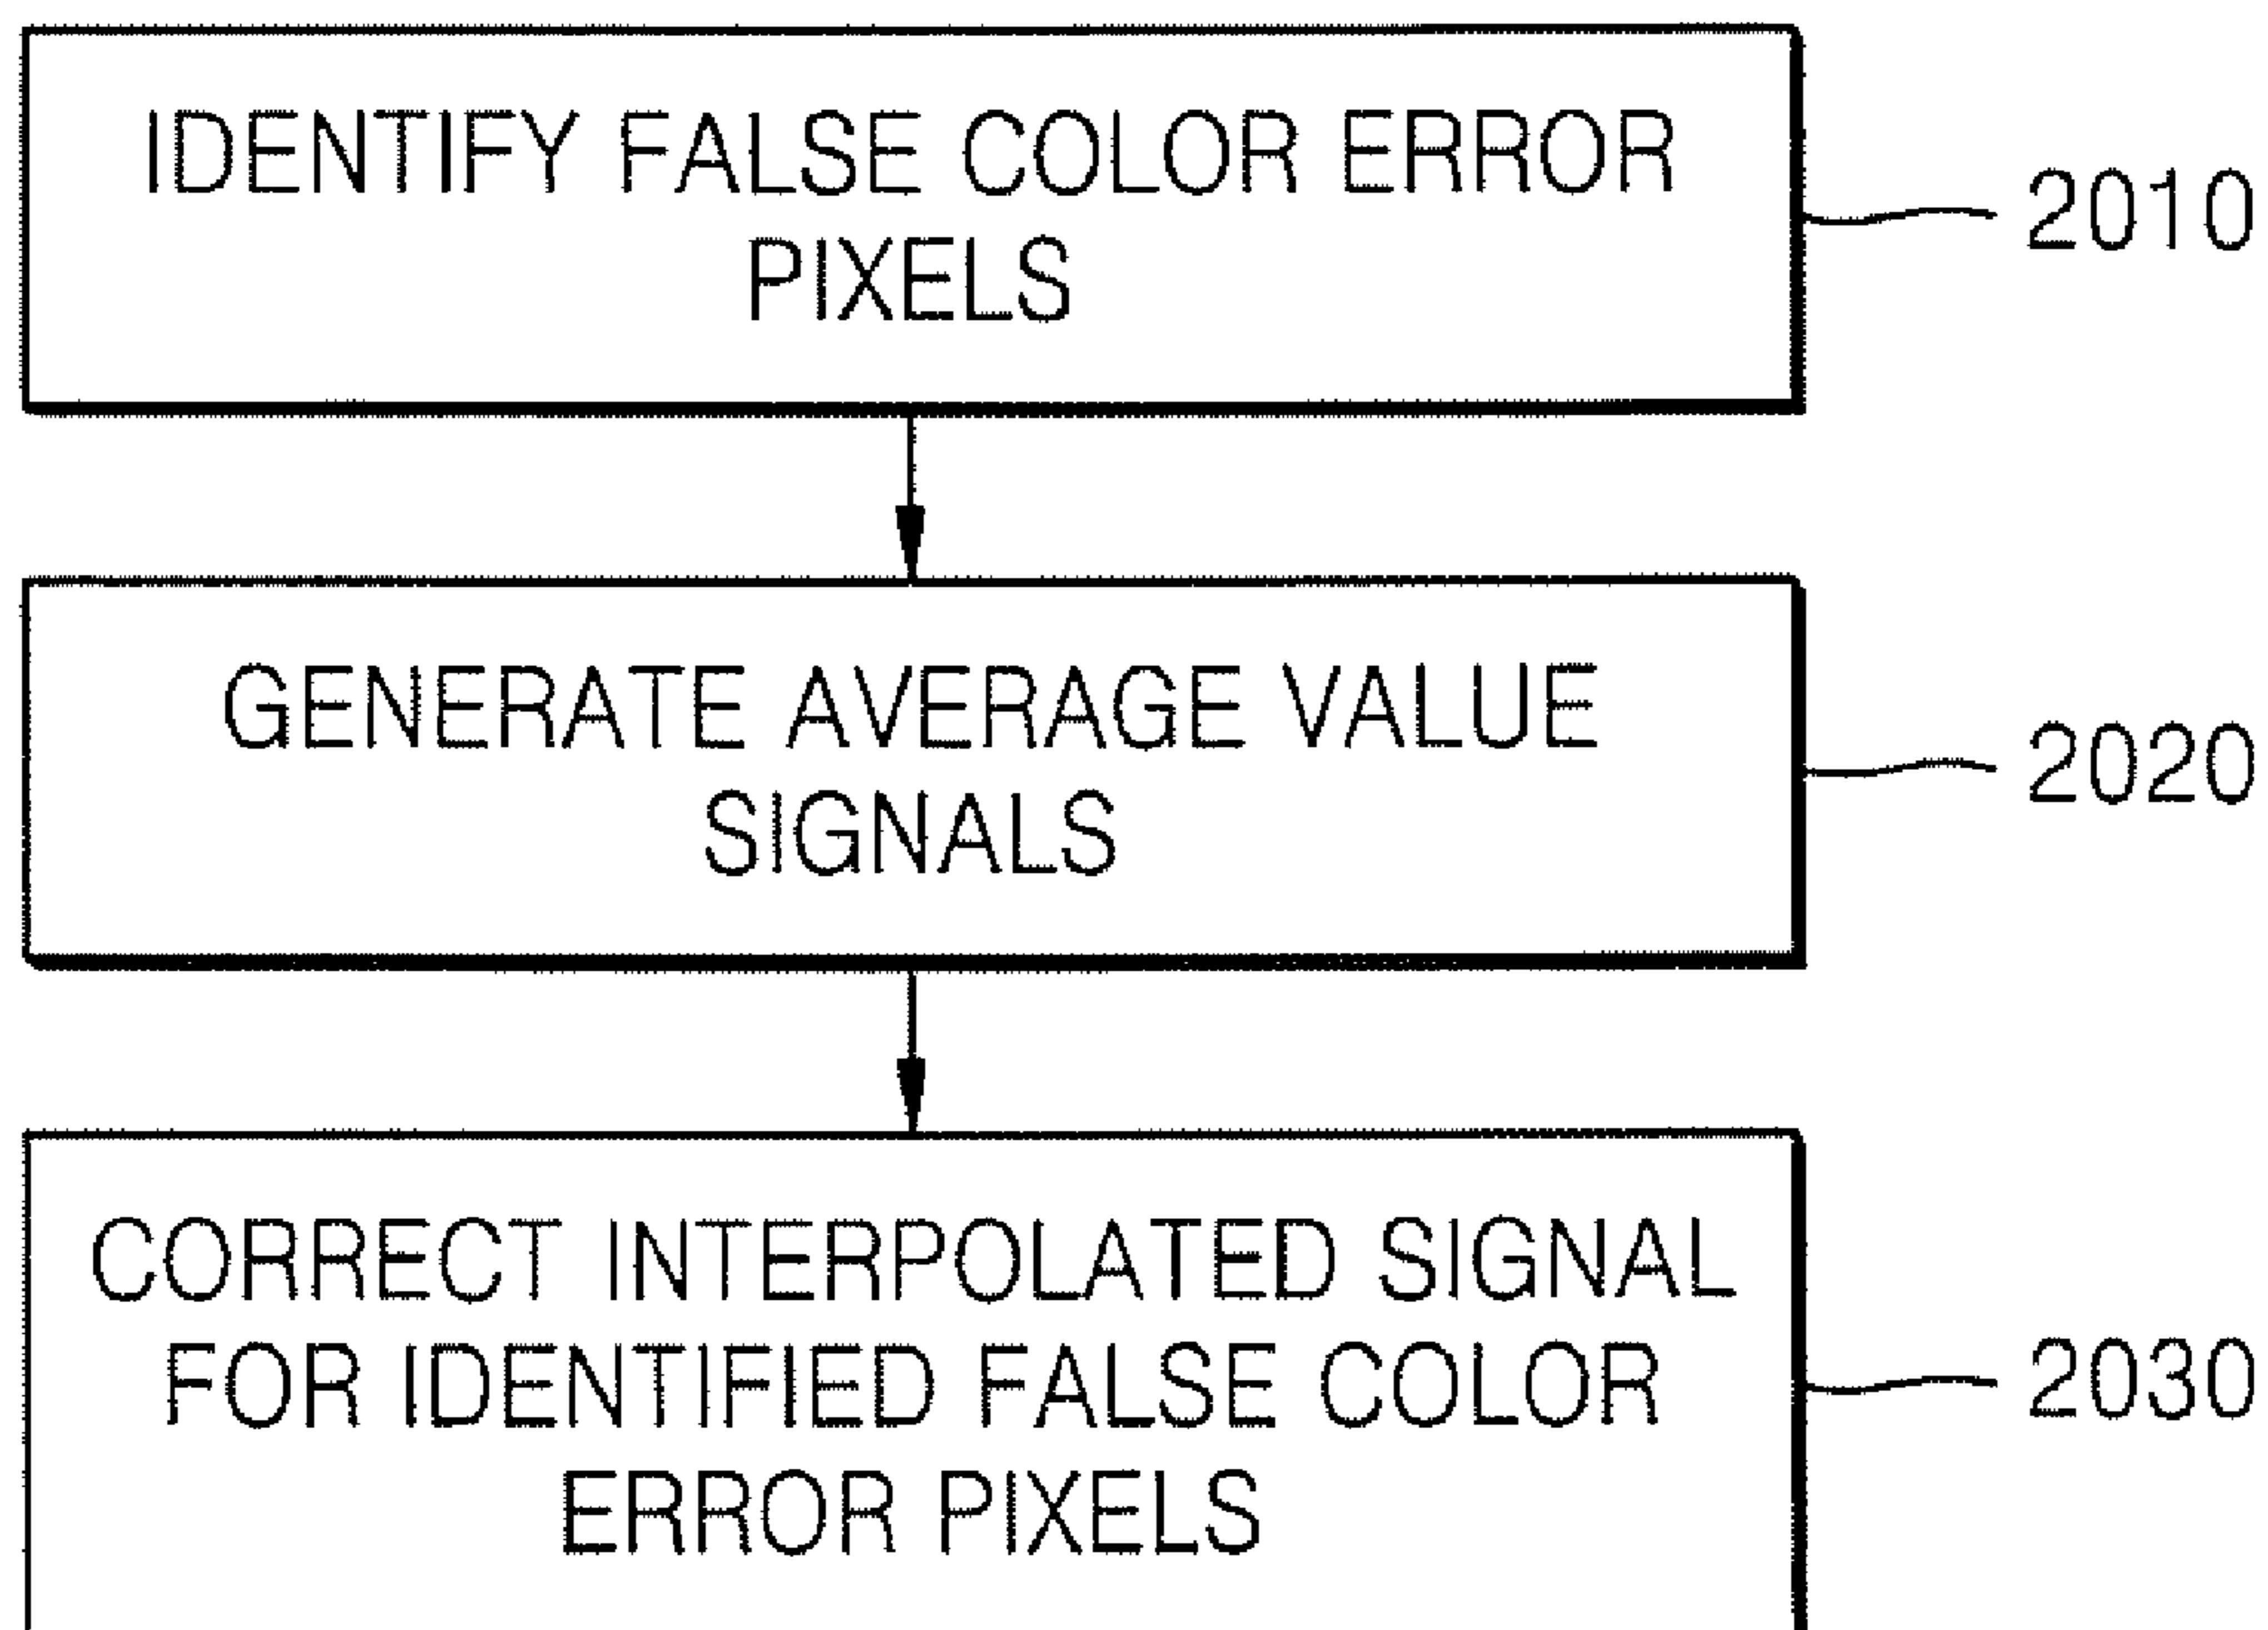 IDENTIFY FALSE COLOR ERROR
PIXELS
2010
GENERATE AVERAGE VALUE
SIGNALS
2020
CORRECT INTERPOLATED SIGNAL
FOR IDENTIFIED FALSE COLOR
ERROR PIXELS
2030